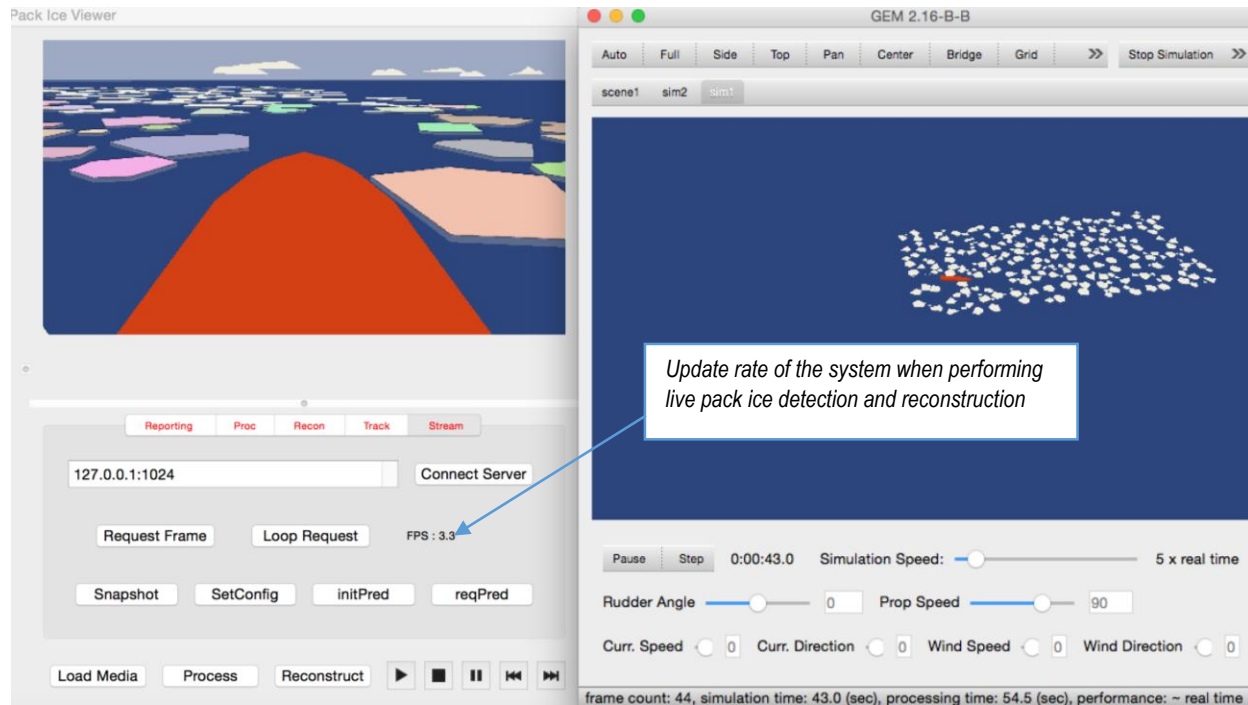 Pack Ice Viewer
GEM 2.16-B-B
Auto Full Side Top Pan Center Bridge Grid >> Stop Simulation >>
scene1 sim2 sim1
Update rate of the system when performing
live pack ice detection and reconstruction
Reporting Proc Recon Track Stream
127.0.0.1:1024 Connect Server
Request Frame Loop Request FPS : 3.3
Snapshot SetConfig initPred reqPred
Load Media Process Reconstruct
Pause Step 0:00:43.0 Simulation Speed: 5 x real time
Rudder Angle 0 Prop Speed 90
Curr. Speed 0 Curr. Direction 0 Wind Speed 0 Wind Direction 0
frame count: 44, simulation time: 43.0 (sec), processing time: 54.5 (sec), performance: ~ real time